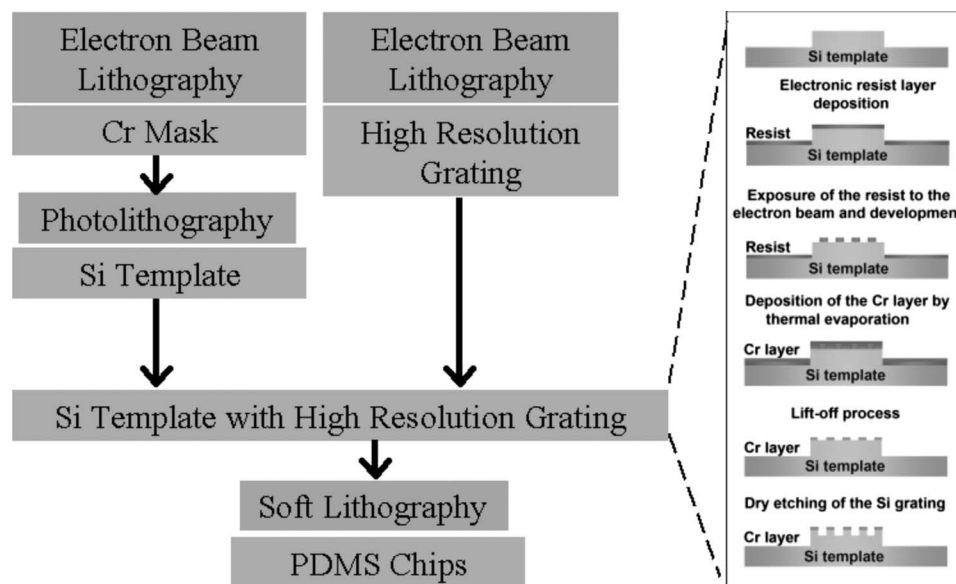 Electron Beam
Lithography
Cr Mask
Photolithography
Si Template
Electron Beam
Lithography
High Resolution
Grating
Si Template with High Resolution Grating
Soft Lithography
PDMS Chips
Si template
Electronic resist layer
deposition
Resist
Si template
Exposure of the resist to the
electron beam and developmen
Resist
Si template
Deposition of the Cr layer by
thermal evaporation
Cr layer
Si template
Lift-off process
Cr layer
Si template
Dry etching of the Si grating
Cr layer
Si template